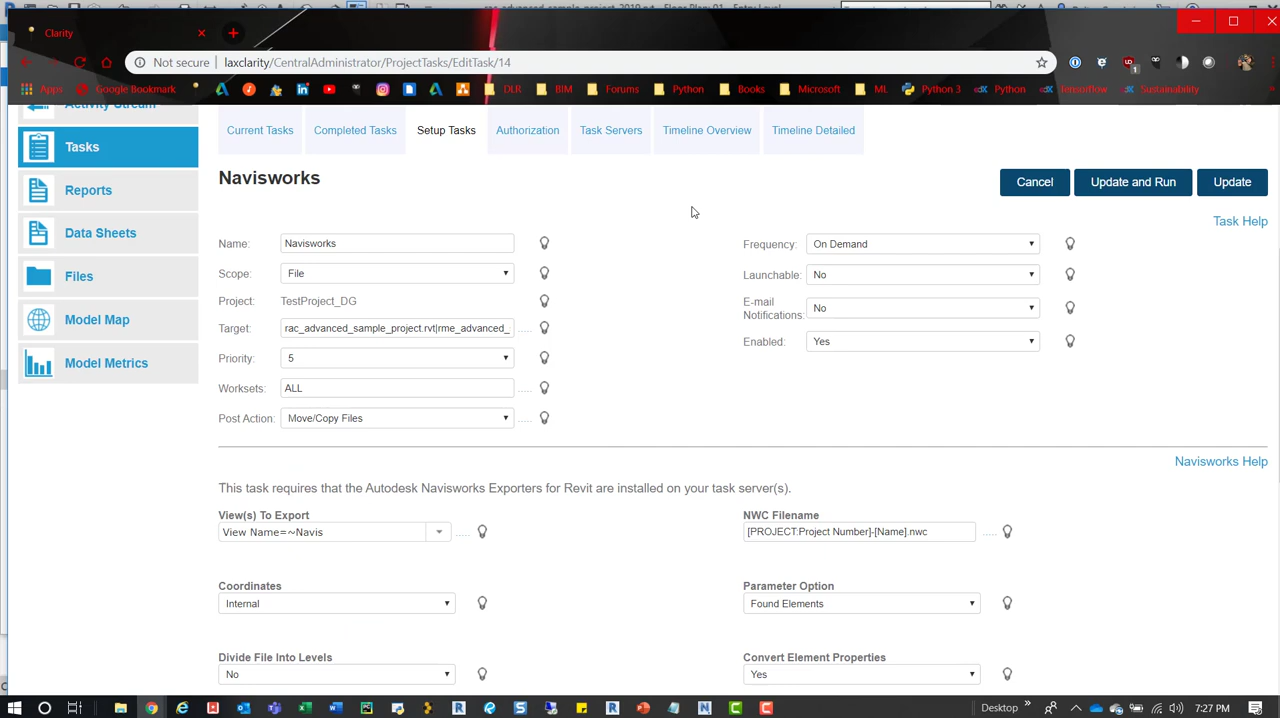 Clarity
Not secure | laxclarity/CentralAdministrator/ProjectTasks/EditTask/14
Apps
Google Bookmark
DLR
BIM
Forums
Python
Books
Microsoft
ML
Python 3
Python
Tensorflow
Sustainability
Activity Stream
Current Tasks
Completed Tasks
Setup Tasks
Authorization
Task Servers
Timeline Overview
Timeline Detailed
Tasks
Reports
Data Sheets
Files
Model Map
Model Metrics
Navisworks
Cancel
Update and Run
Update
Task Help
Name: Navisworks
Scope: File
Project: TestProject_DG
Target: rac_advanced_sample_project.rvt|rme_advanced_
Priority: 5
Worksets: ALL
Post Action: Move/Copy Files
Frequency: On Demand
Launchable: No
E-mail
Notifications: No
Enabled: Yes
Navisworks Help
This task requires that the Autodesk Navisworks Exporters for Revit are installed on your task server(s).
View(s) To Export
View Name=~Navis
NWC Filename
[PROJECT:Project Number]-[Name].nwc
Coordinates
Internal
Parameter Option
Found Elements
Divide File Into Levels
No
Convert Element Properties
Yes
Desktop
7:27 PM